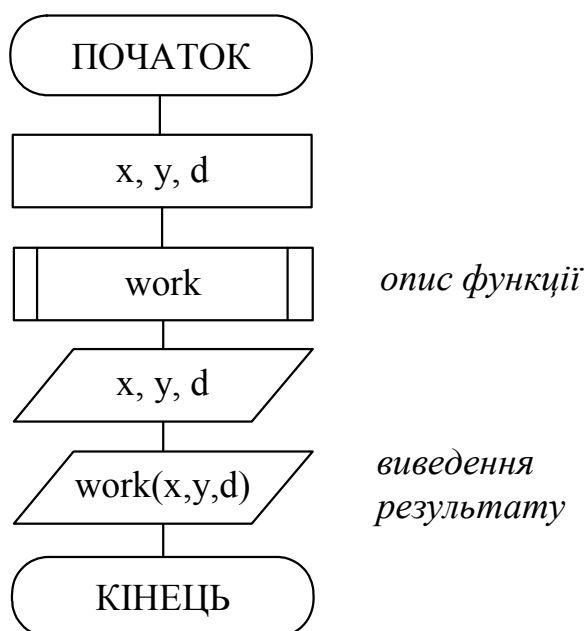 ПОЧАТОК
x, y, d
work
опис функції
x, y, d
work(x,y,d)
виведення
результату
КІНЕЦЬ